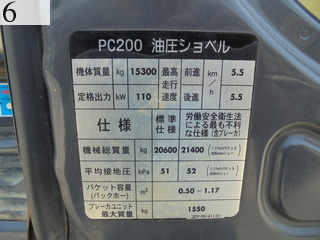 6
PC200 油圧ショベル
機体質量 kg 15300 最高走行速度 前進 km/h 5.5
定格出力 kW 110 後進 5.5
仕様 標準仕様 労働安全衛生法による最も不利な仕様(含ブレーカ)
機械総質量 kg 20600 21400
平均接地圧 kPa 51 52
バケット容量(バックホー) m³ 0.50 ~ 1.17
ブレーカユニット最大質量 kg 1550